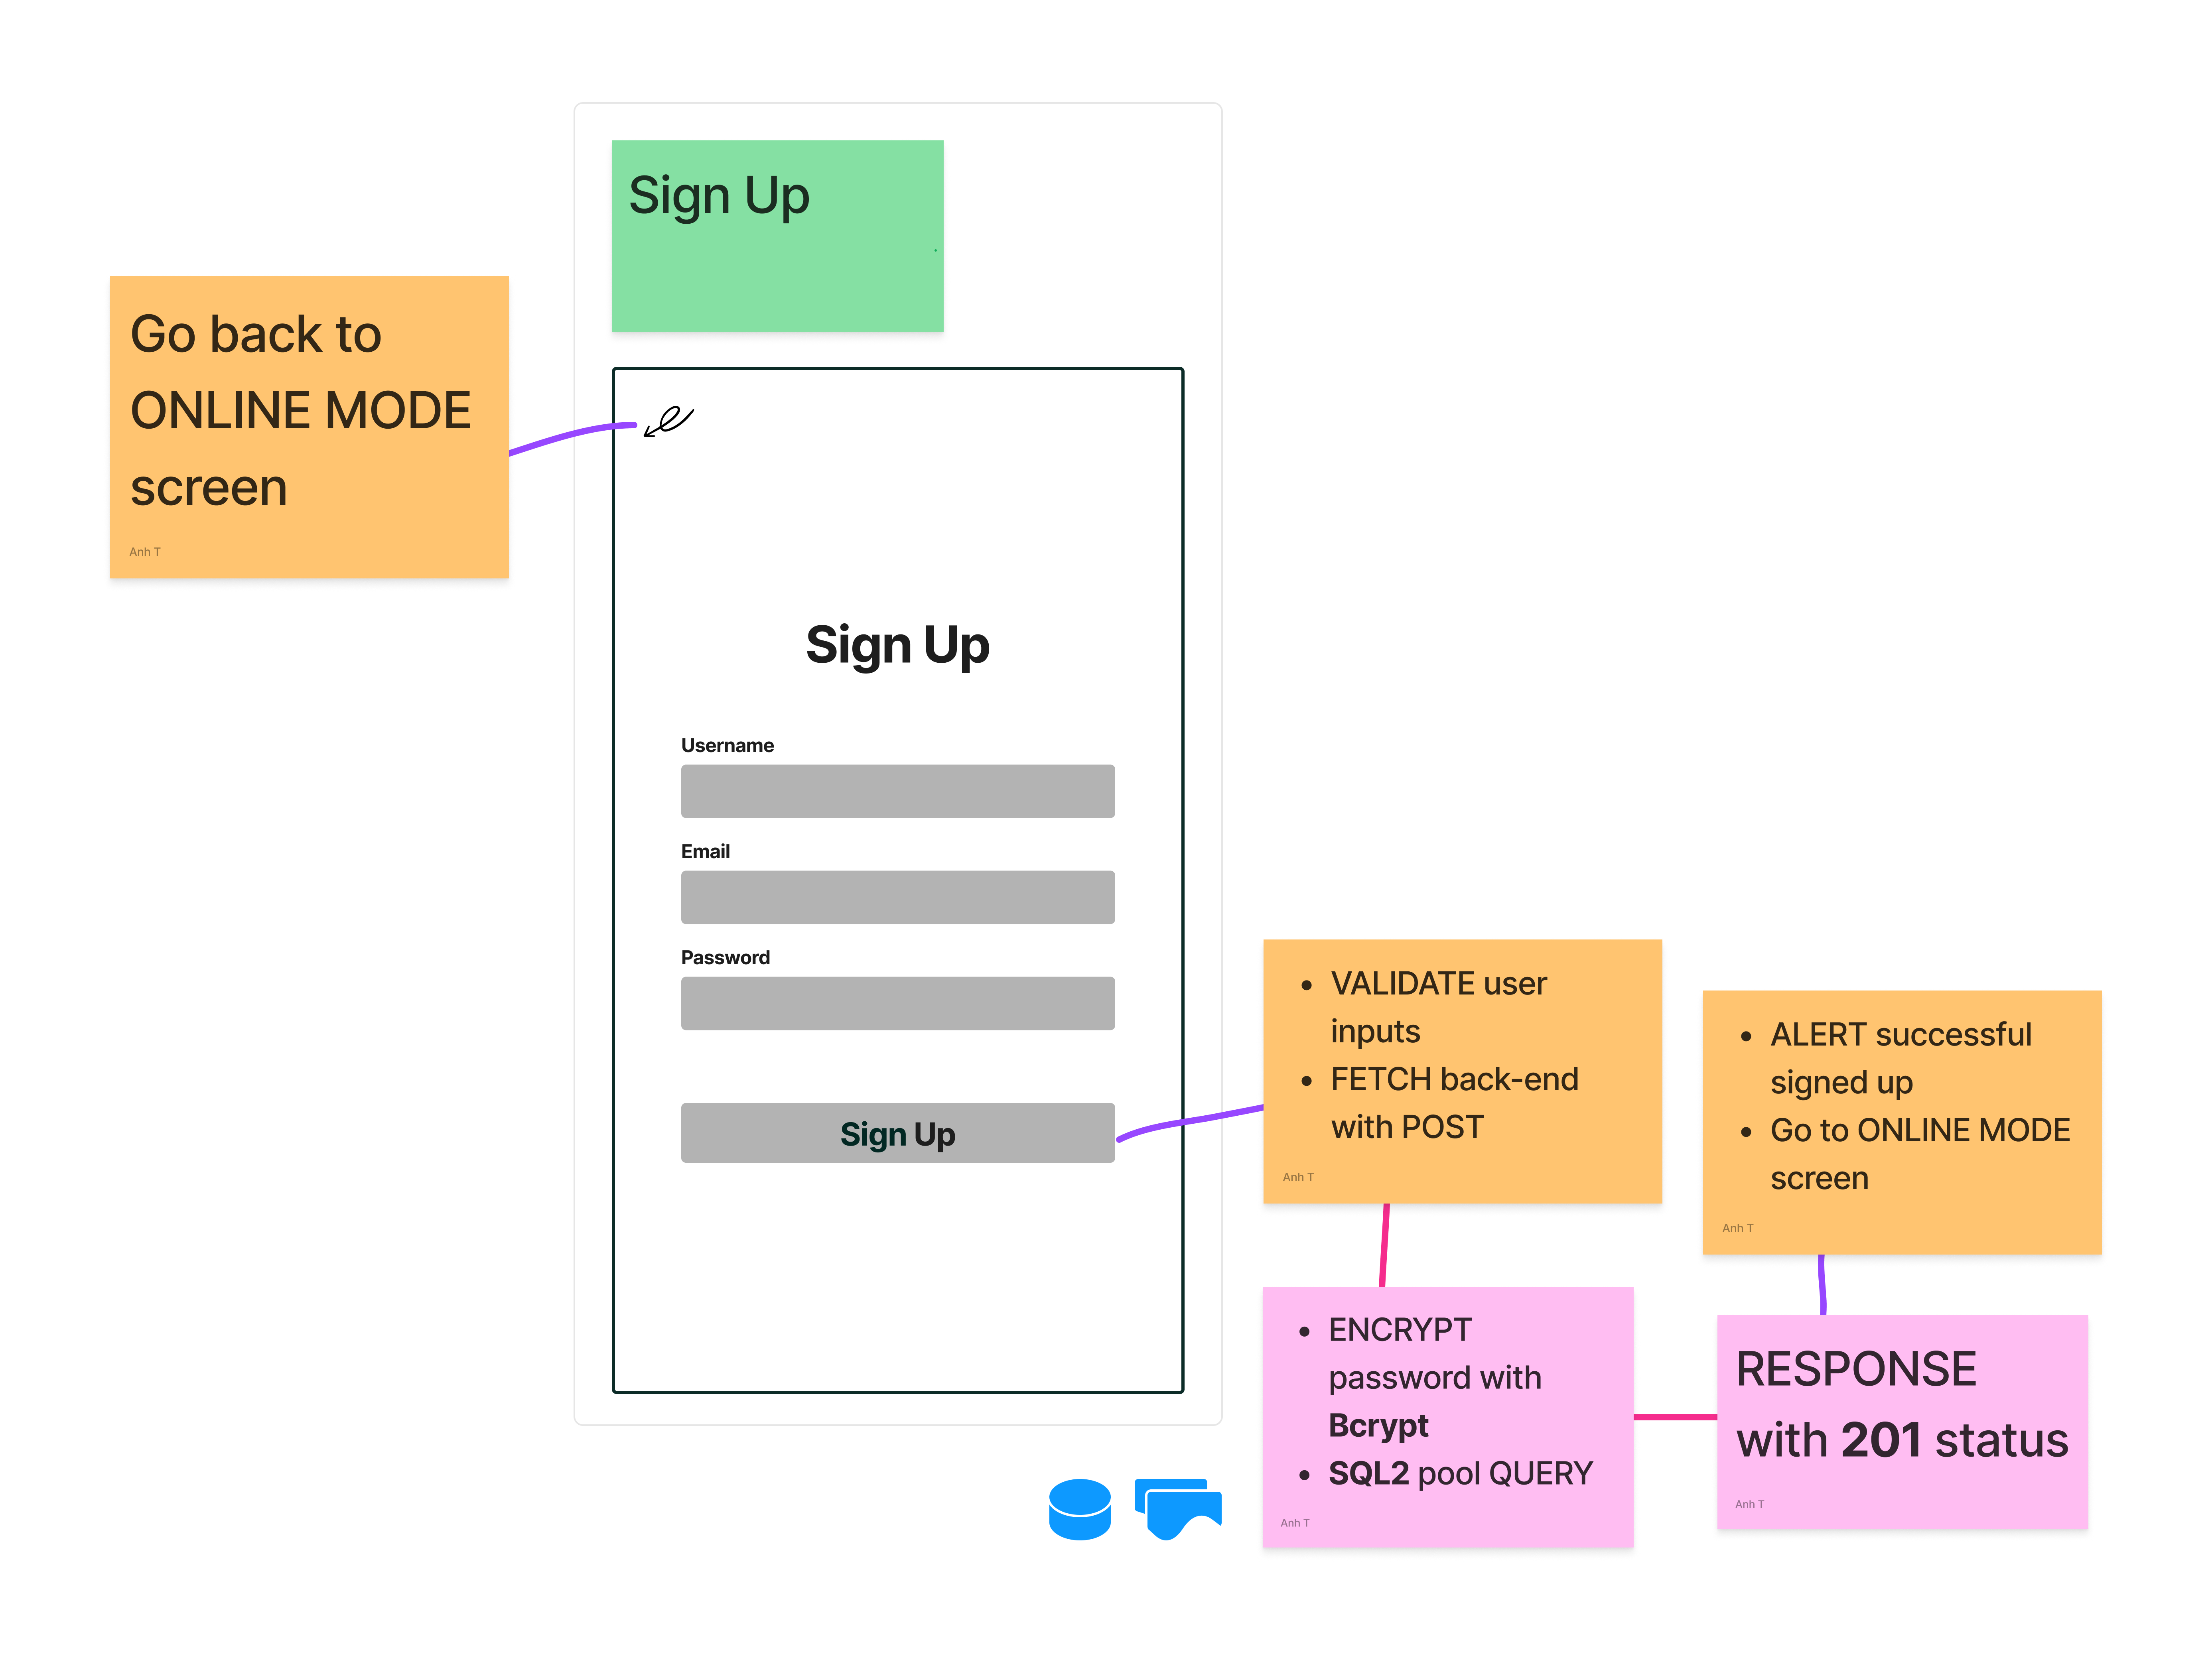 Sign Up
Go back to
ONLINE MODE
screen
Anh T
Sign Up
Username
Email
Password
Sign Up
• VALIDATE user
inputs
• FETCH back-end
with POST
Anh T
• ALERT successful
signed up
• Go to ONLINE MODE
screen
Anh T
• ENCRYPT
password with
Bcrypt
• SQL2 pool QUERY
Anh T
RESPONSE
with 201 status
Anh T